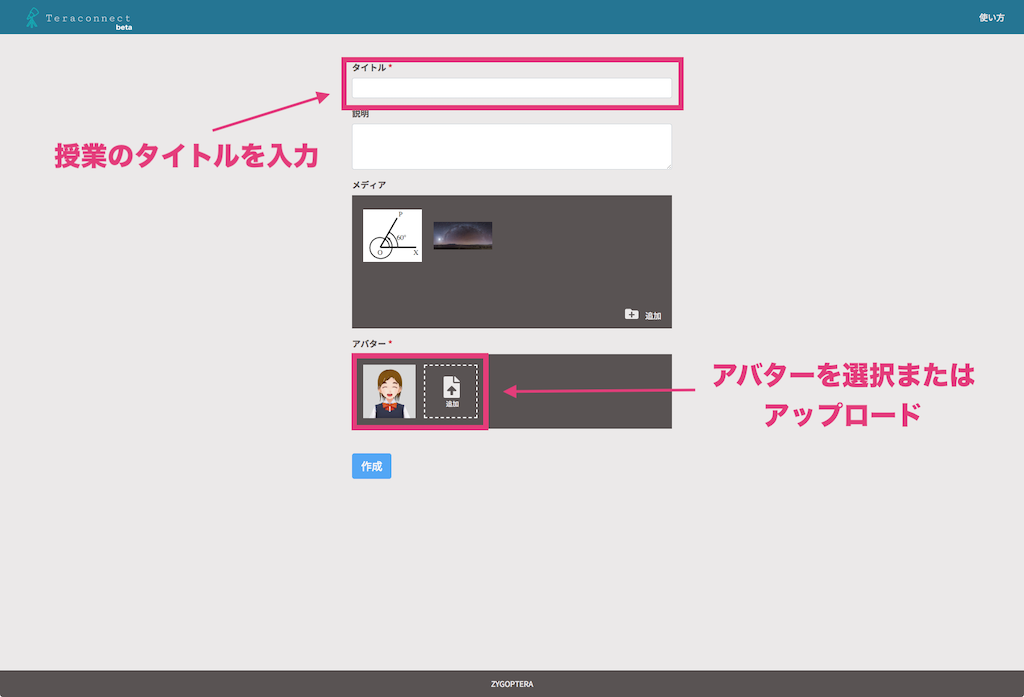 Teraconnect
beta
使い方
タイトル *
授業のタイトルを入力
説明
メディア
P
60°
O
X
追加
アバター *
追加
アバターを選択または
アップロード
作成
ZYGOPTERA